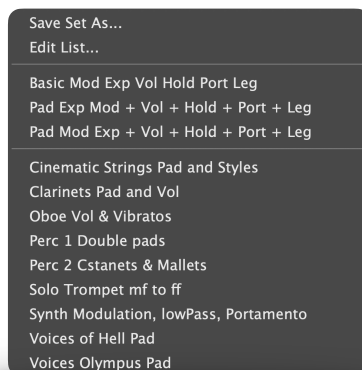 Save Set As...
Edit List...
Basic Mod Exp Vol Hold Port Leg
Pad Exp Mod + Vol + Hold + Port + Leg
Pad Mod Exp + Vol + Hold + Port + Leg
Cinematic Strings Pad and Styles
Clarinets Pad and Vol
Oboe Vol & Vibratos
Perc 1 Double pads
Perc 2 Cstanets & Mallets
Solo Trompet mf to ff
Synth Modulation, lowPass, Portamento
Voices of Hell Pad
Voices Olympus Pad